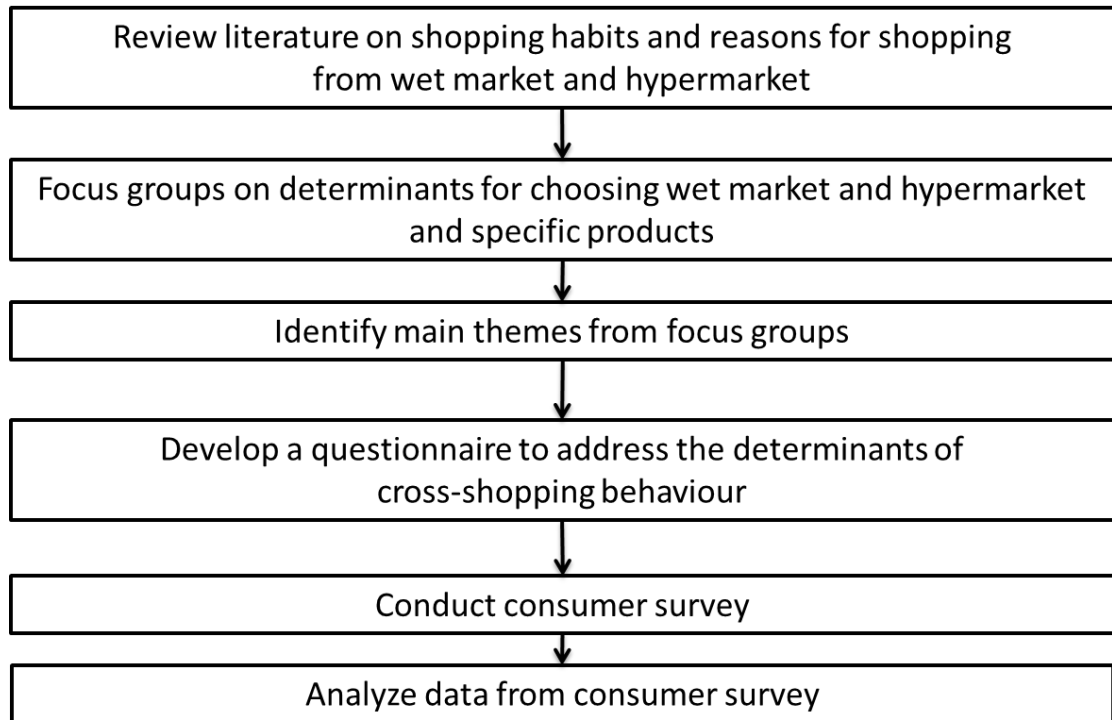 Review literature on shopping habits and reasons for shopping
from wet market and hypermarket
Focus groups on determinants for choosing wet market and hypermarket
and specific products
Identify main themes from focus groups
Develop a questionnaire to address the determinants of
cross-shopping behaviour
Conduct consumer survey
Analyze data from consumer survey